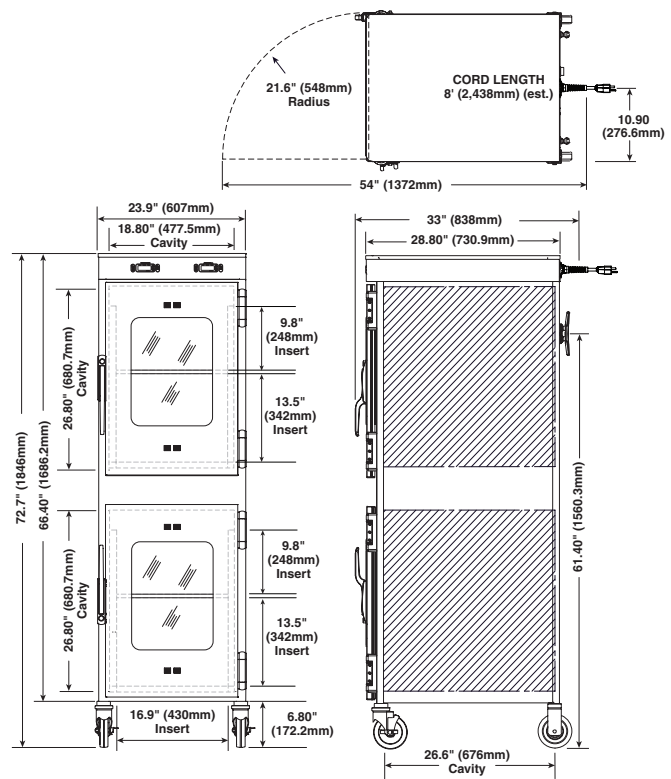 21.6" (548mm)
Radius
CORD LENGTH
8' (2,438mm) (est.)
10.90
(276.6mm)
54" (1372mm)
23.9" (607mm)
18.80" (477.5mm)
Cavity
33" (838mm)
28.80" (730.9mm)
72.7" (1846mm)
66.40" (1686.2mm)
26.80" (680.7mm)
Cavity
9.8"
(248mm)
Insert
13.5"
(342mm)
Insert
61.40" (1560.3mm)
26.80" (680.7mm)
Cavity
9.8"
(248mm)
Insert
13.5"
(342mm)
Insert
16.9" (430mm)
Insert
6.80"
(172.2mm)
26.6" (676mm)
Cavity